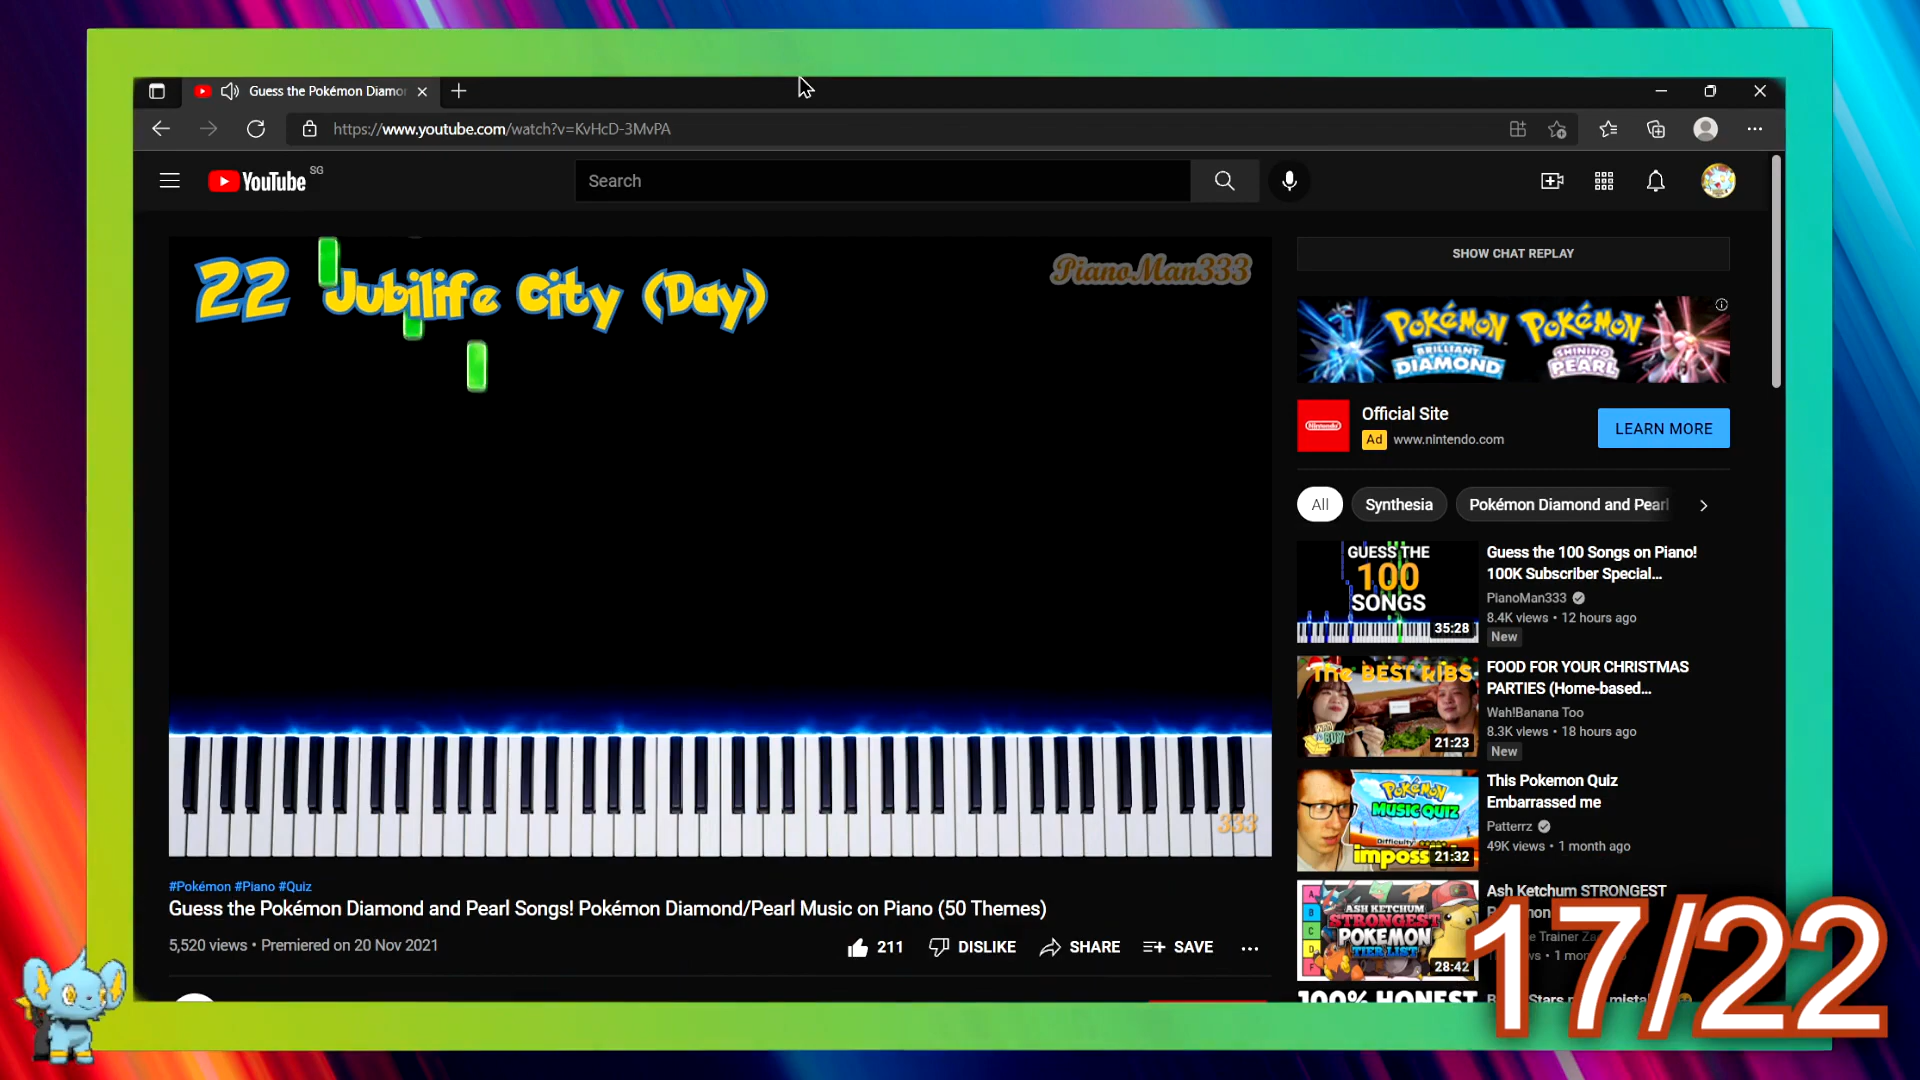 Guess the Pokémon Diamo
https://www.youtube.com/watch?v=KvHcD-3MvPA
YouTube SG
Search
22 Jubilife City (Day)
PianoMan333
333
#Pokémon #Piano #Quiz
Guess the Pokémon Diamond and Pearl Songs! Pokémon Diamond/Pearl Music on Piano (50 Themes)
5,520 views • Premiered on 20 Nov 2021
211 DISLIKE SHARE SAVE
SHOW CHAT REPLAY
POKéMON BRILLIANT DIAMOND POKéMON SHINING PEARL
Nintendo
Official Site
Ad www.nintendo.com
LEARN MORE
All Synthesia Pokémon Diamond and Pearl
GUESS THE
100
SONGS
35:28
Guess the 100 Songs on Piano!
100K Subscriber Special...
PianoMan333
8.4K views • 12 hours ago
New
The BEST RIBS
21:23
FOOD FOR YOUR CHRISTMAS
PARTIES (Home-based...
Wah!Banana Too
8.3K views • 18 hours ago
New
POKéMON
MUSIC QUIZ
Difficulty:
imposs
21:32
This Pokemon Quiz
Embarrassed me
Patterrz
49K views • 1 month ago
A
B
C
D
F
ASH KETCHUM
STRONGEST
POKEMON
TIER LIST
28:42
Ash Ketchum STRONGEST
100% HONEST
17/22